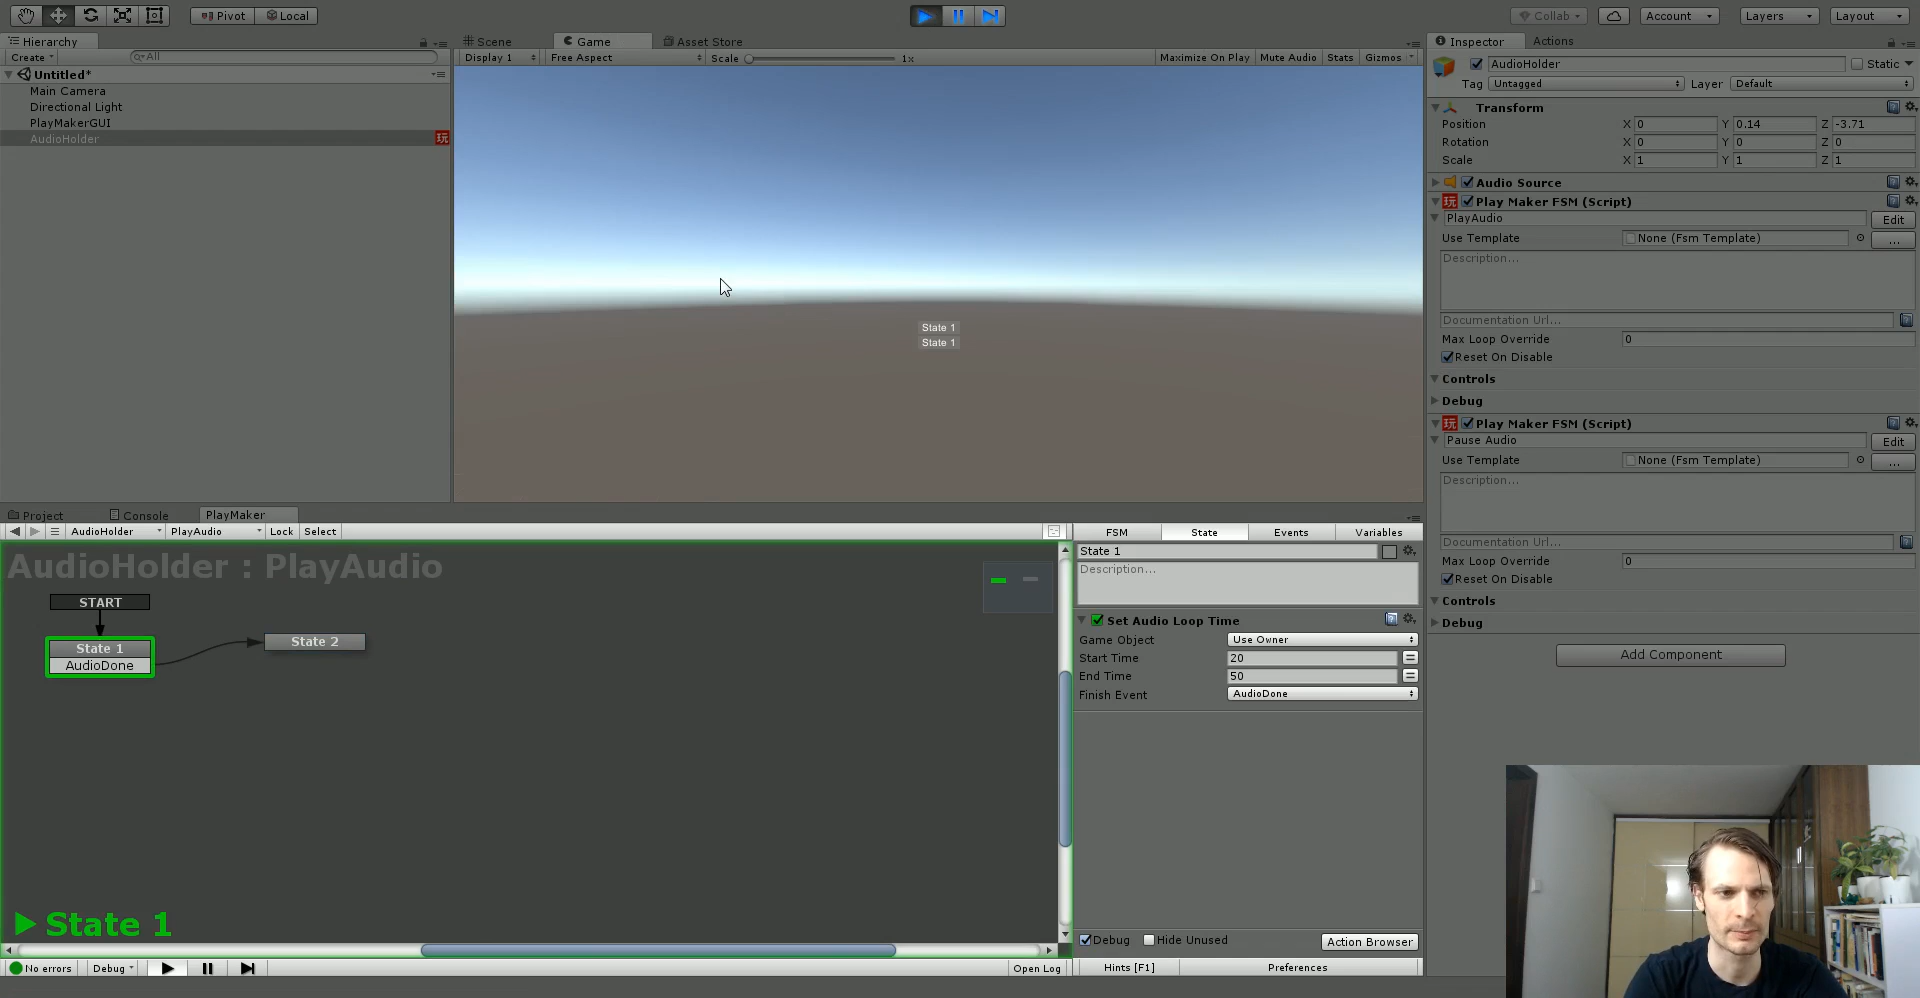 Pivot
Local
Collab
Account
Layers
Layout
Hierarchy
Create
All
Untitled*
Main Camera
Directional Light
PlayMakerGUI
AudioHolder
玩
Scene
Game
Asset Store
Display 1
Free Aspect
Scale
1x
Maximize On Play
Mute Audio
Stats
Gizmos
State 1
State 1
Inspector
Actions
AudioHolder
Static
Tag
Untagged
Layer
Default
Transform
Position X 0 Y 0.14 Z -3.71
Rotation X 0 Y 0 Z 0
Scale X 1 Y 1 Z 1
Audio Source
玩 Play Maker FSM (Script)
PlayAudio
Edit
Use Template
None (Fsm Template)
...
Description...
Documentation Url...
Max Loop Override
0
Reset On Disable
Controls
Debug
玩 Play Maker FSM (Script)
Pause Audio
Edit
Use Template
None (Fsm Template)
...
Description...
Documentation Url...
Max Loop Override
0
Reset On Disable
Controls
Debug
Add Component
Project
Console
PlayMaker
AudioHolder
PlayAudio
Lock
Select
AudioHolder : PlayAudio
START
State 1
AudioDone
State 2
State 1
No errors
Debug
Open Log
FSM
State
Events
Variables
State 1
Description...
Set Audio Loop Time
Game Object
Use Owner
Start Time
20
End Time
50
Finish Event
AudioDone
Debug
Hide Unused
Action Browser
Hints [F1]
Preferences